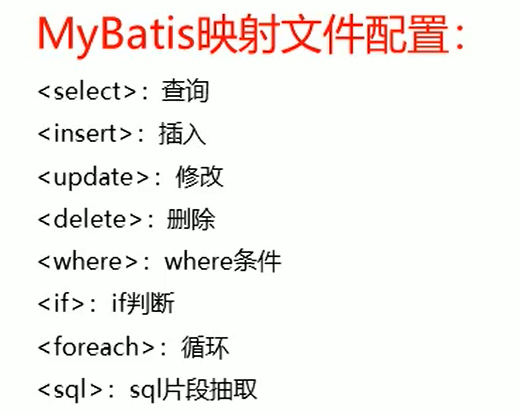 MyBatis映射文件配置：
<select>：查询
<insert>：插入
<update>：修改
<delete>：删除
<where>：where条件
<if>：if判断
<foreach>：循环
<sql>：sql片段抽取